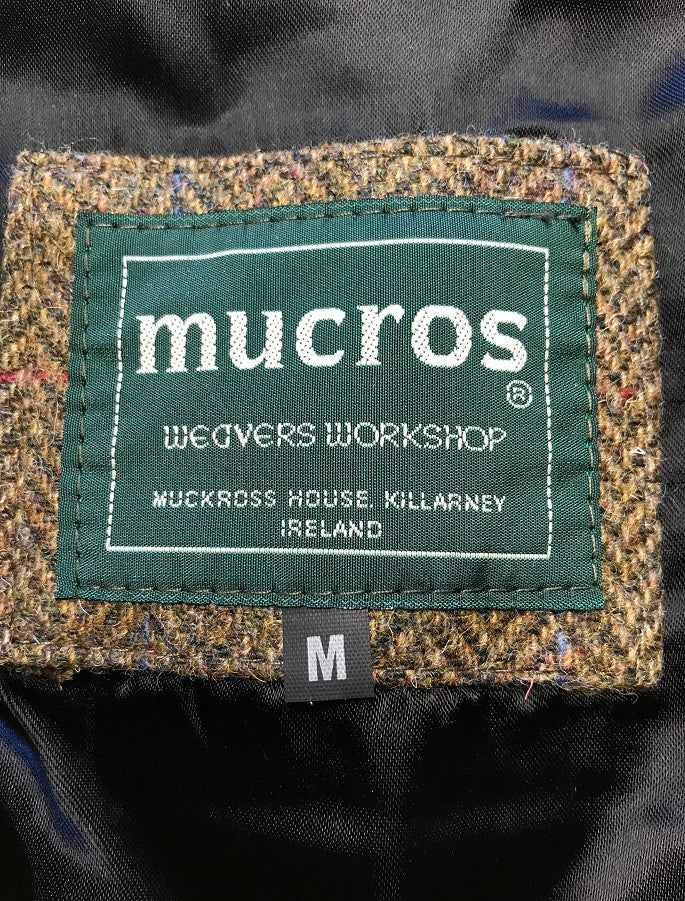 mucros
®
WEAVERS WORKSHOP
MUCKROSS HOUSE. KILLARNEY
IRELAND
M